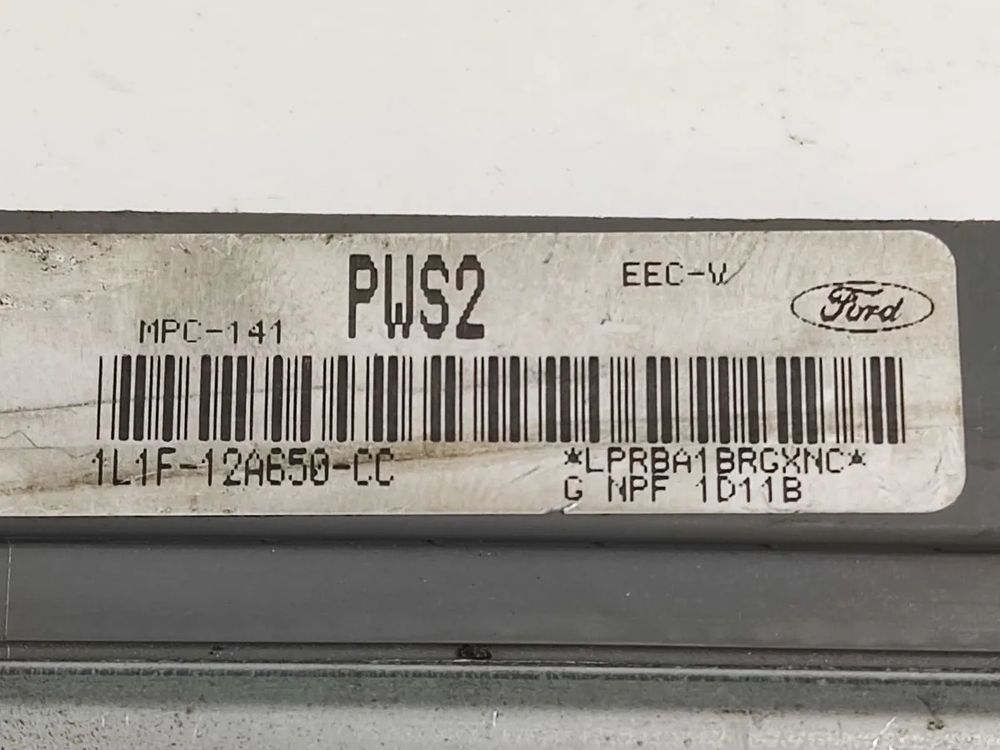 PWS2
EEC-V
Ford
MPC-141
1L1F-12A650-CC
*LPRBA1BRGXNC*
G NPF 1D11B